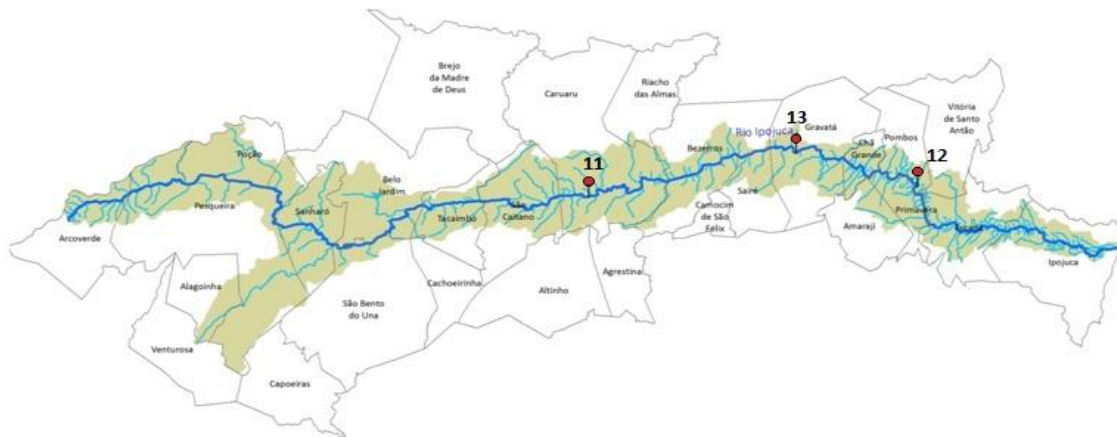 Brejo
da Madre
de Deus
Caruaru
Riacho
das Almas
Vitória
de Santo
Antão
13
Rio Ipojuca
Gravatá
Pombos
Chã
Grande
12
Bezerros
Poção
11
Belo
Jardim
Sairé
Pesqueira
Sanharó
São
Caitano
Tacaimbo
Camocim
de São
Felix
Primavera
Arcoverde
Amaraji
Ipojuca
Alagoinha
Cachoeirinha
Altinho
Agrestina
São Bento
do Una
Venturosa
Capoeiras